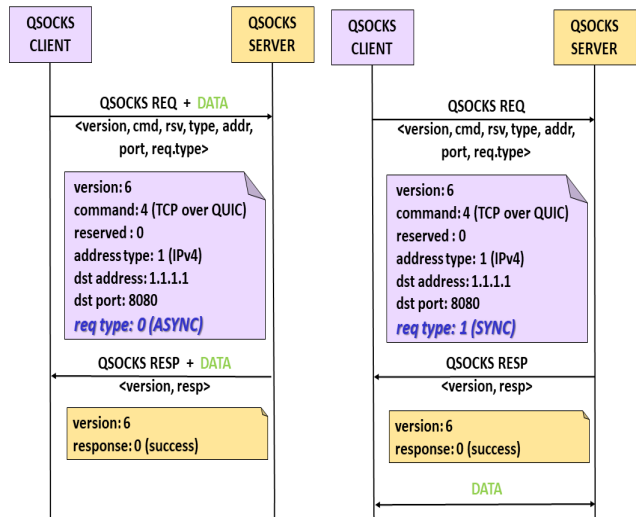 QSOCKS
CLIENT
QSOCKS
SERVER
QSOCKS REQ + DATA
<version, cmd, rsv, type, addr,
port, req.type>
version: 6
command: 4 (TCP over QUIC)
reserved : 0
address type: 1 (IPv4)
dst address: 1.1.1.1
dst port: 8080
req type: 0 (ASYNC)
QSOCKS RESP + DATA
<version, resp>
version: 6
response: 0 (success)
QSOCKS
CLIENT
QSOCKS
SERVER
QSOCKS REQ
<version, cmd, rsv, type, addr,
port, req.type>
version: 6
command: 4 (TCP over QUIC)
reserved : 0
address type: 1 (IPv4)
dst address: 1.1.1.1
dst port: 8080
req type: 1 (SYNC)
QSOCKS RESP
<version, resp>
version: 6
response: 0 (success)
DATA